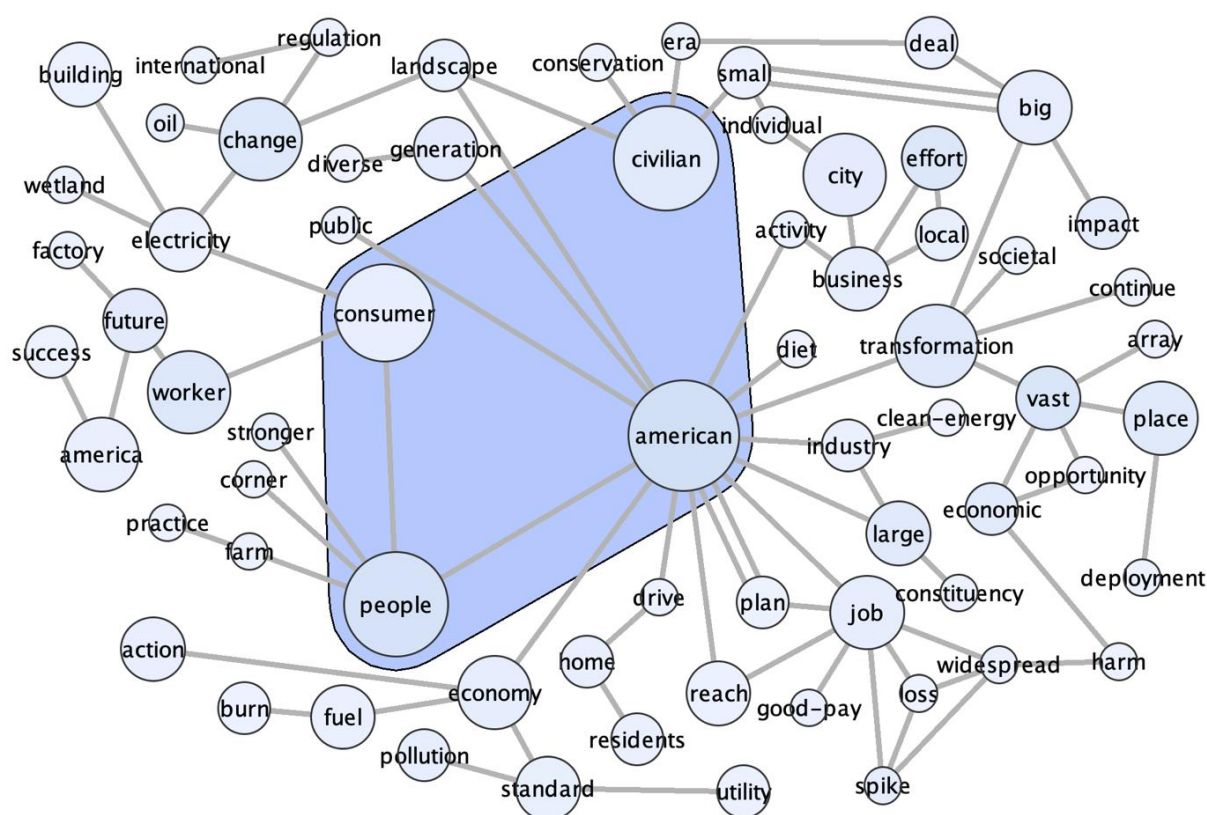 era
deal
regulation
conservation
small
landscape
international
building
big
oil
change
individual
generation
civilian
effort
diverse
city
wetland
public
activity
local
impact
electricity
factory
societal
business
continue
consumer
future
array
transformation
diet
success
worker
vast
clean-energy
place
stronger
american
industry
america
opportunity
corner
economic
practice
large
farm
deployment
constituency
drive
plan
people
job
action
home
widespread
harm
economy
reach
loss
good-pay
burn
fuel
residents
pollution
standard
utility
spike